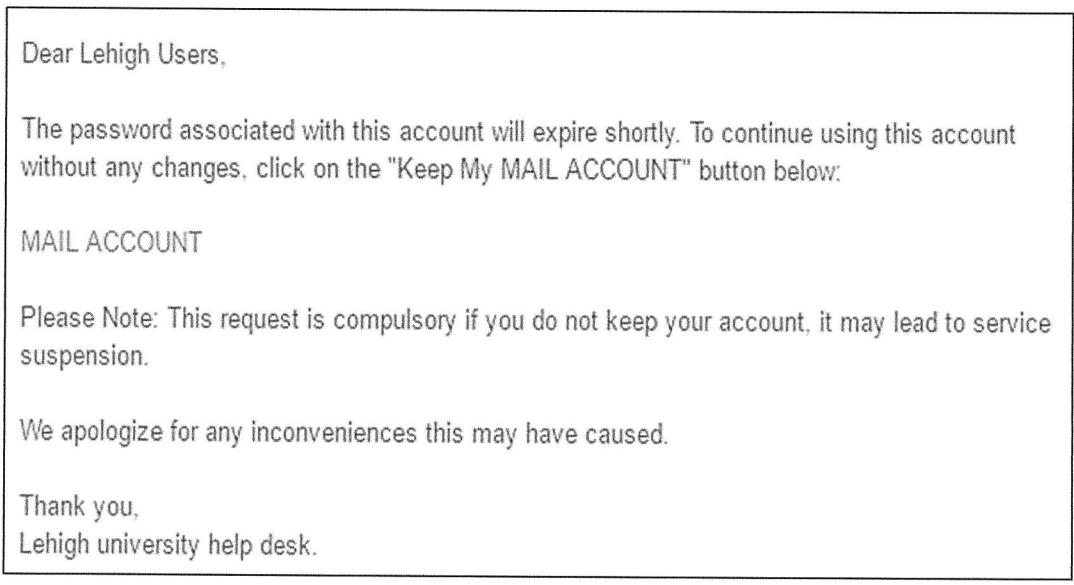 Dear Lehigh Users,
The password associated with this account will expire shortly. To continue using this account
without any changes, click on the "Keep My MAIL ACCOUNT" button below:
MAIL ACCOUNT
Please Note: This request is compulsory if you do not keep your account, it may lead to service
suspension.
We apologize for any inconveniences this may have caused.
Thank you,
Lehigh university help desk.